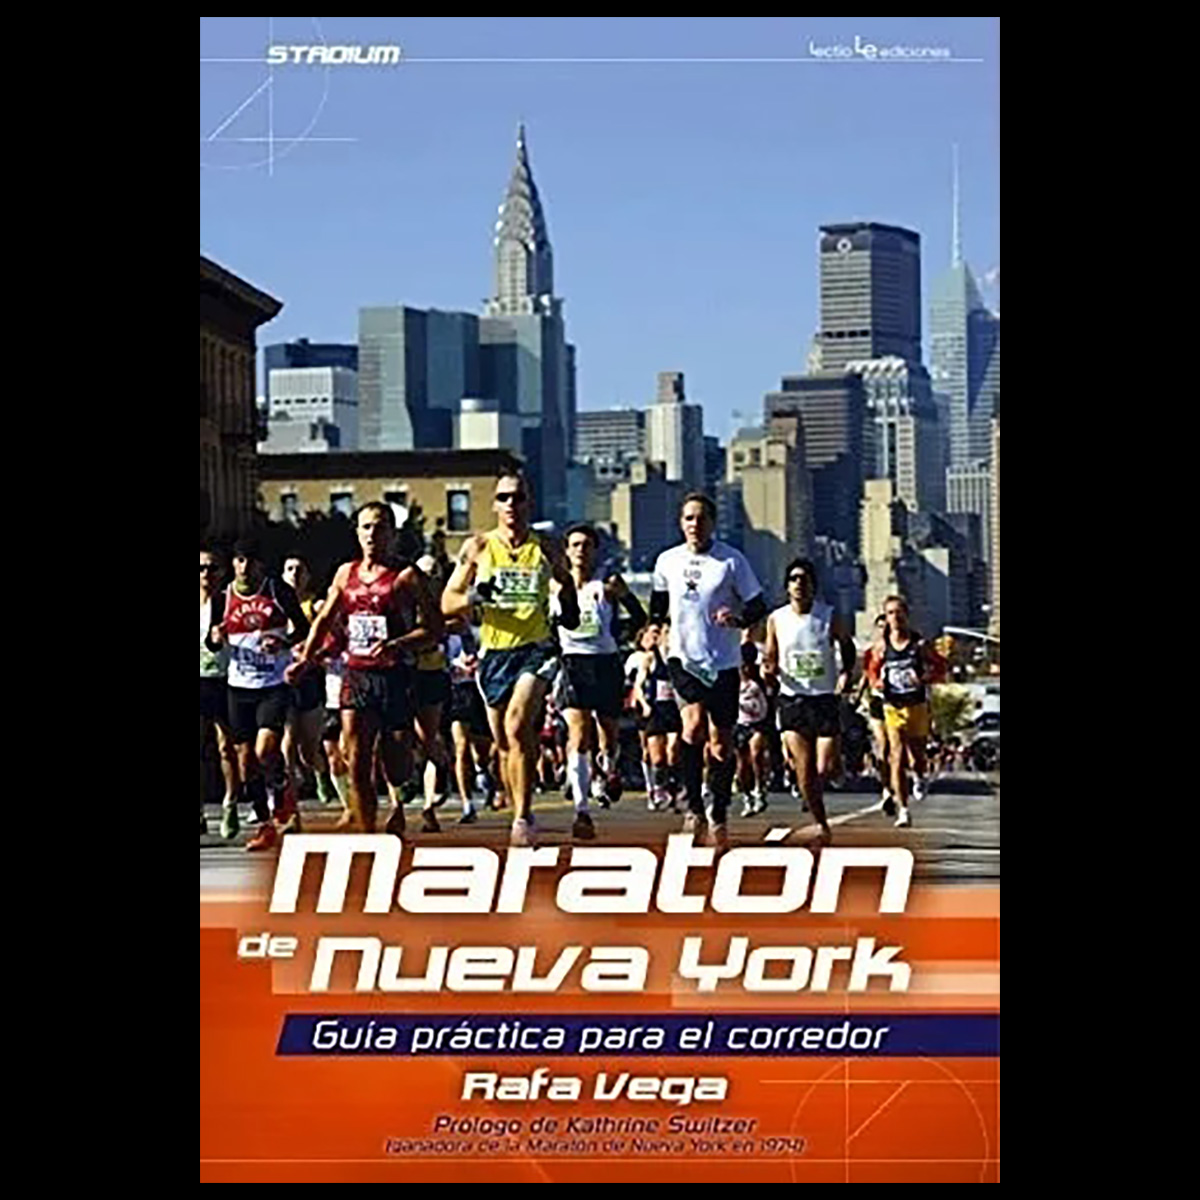 STADIUM
Lectio Le ediciones
ITALIA
Maratón
de Nueva York
Guía práctica para el corredor
Rafa Vega
Prólogo de Kathrine Switzer
(ganadora de la Maratón de Nueva York en 1974)